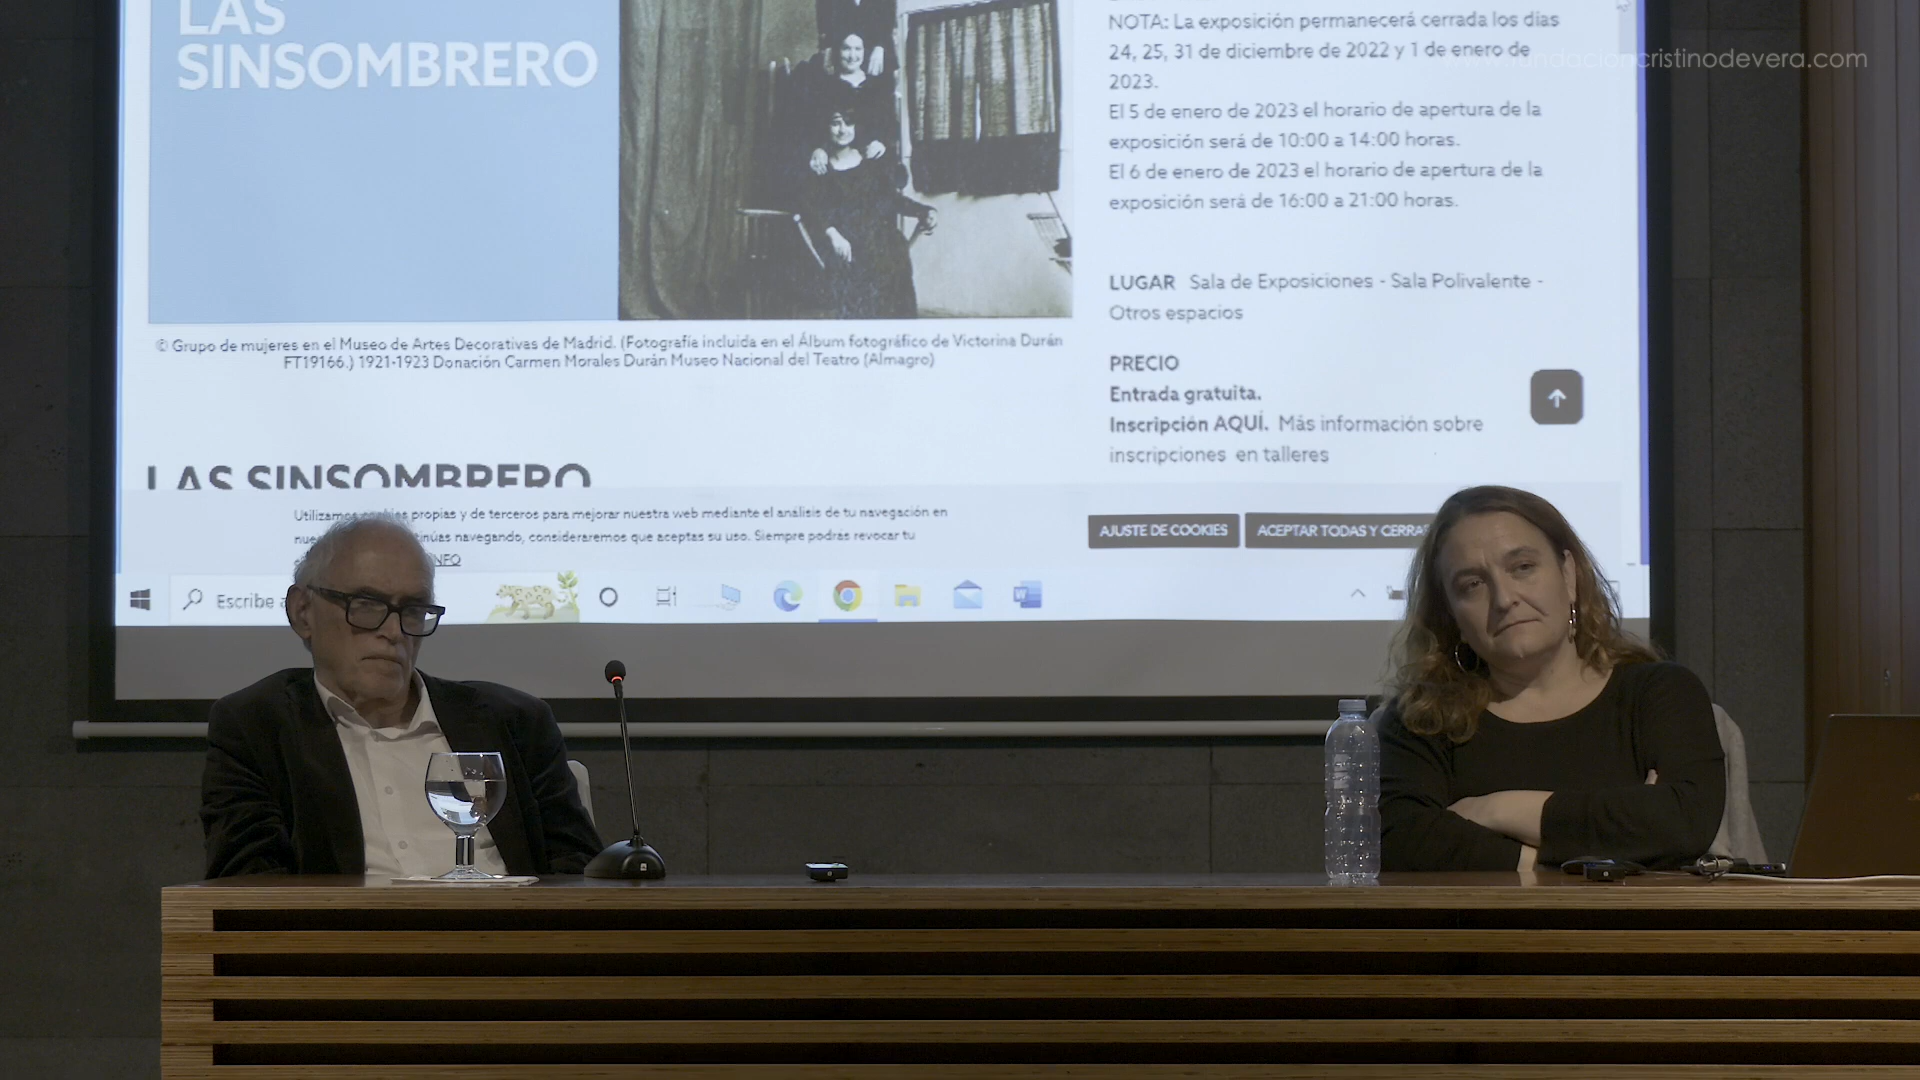 LAS
SINSOMBRERO
© Grupo de mujeres en el Museo de Artes Decorativas de Madrid. (Fotografía incluida en el Álbum fotográfico de Victorina Durán
FT19166.) 1921-1923 Donación Carmen Morales Durán Museo Nacional del Teatro (Almagro)
LAS SINSOMBRERO
NOTA: La exposición permanecerá cerrada los días
24, 25, 31 de diciembre de 2022 y 1 de enero de
2023.
El 5 de enero de 2023 el horario de apertura de la
exposición será de 10:00 a 14:00 horas.
El 6 de enero de 2023 el horario de apertura de la
exposición será de 16:00 a 21:00 horas.
LUGAR Sala de Exposiciones - Sala Polivalente -
Otros espacios
PRECIO
Entrada gratuita.
Inscripción AQUÍ. Más información sobre
inscripciones en talleres
Utilizamos cookies propias y de terceros para mejorar nuestra web mediante el análisis de tu navegación en
navegando, consideraremos que aceptas su uso. Siempre podrás revocar tu
AJUSTE DE COOKIES
ACEPTAR TODAS Y
Escribe
www.fundacioncristinodevera.com